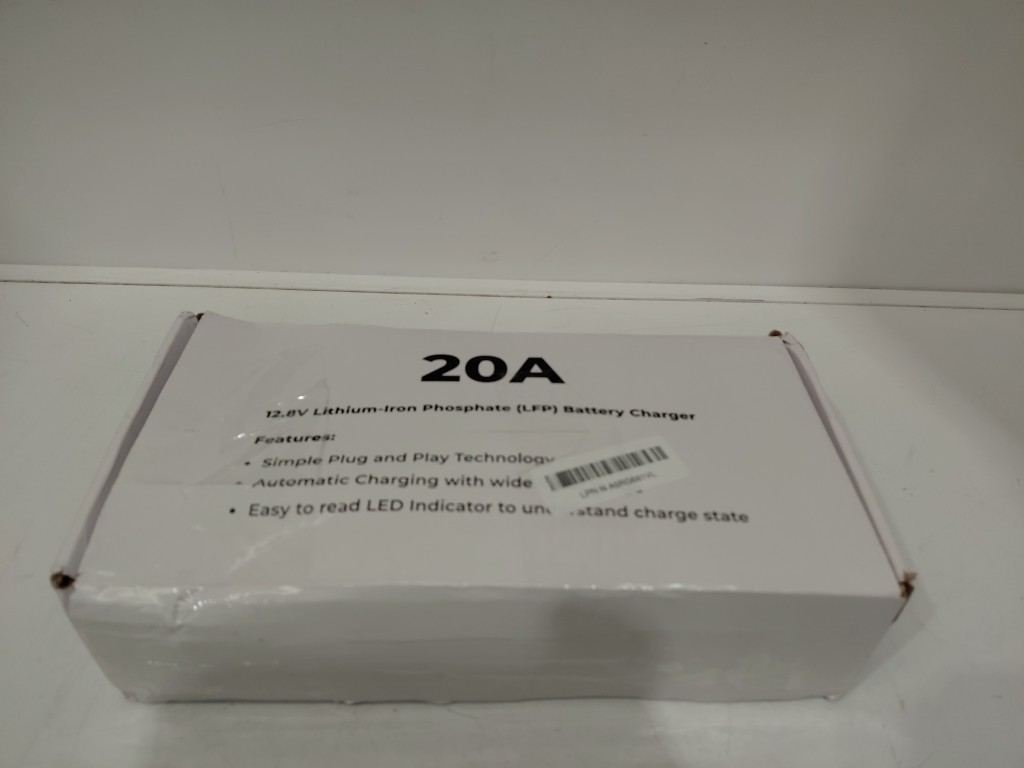 20A
12.8V Lithium-Iron Phosphate (LFP) Battery Charger
Features:
• Simple Plug and Play Technology
• Automatic Charging with wide
• Easy to read LED Indicator to un stand charge state